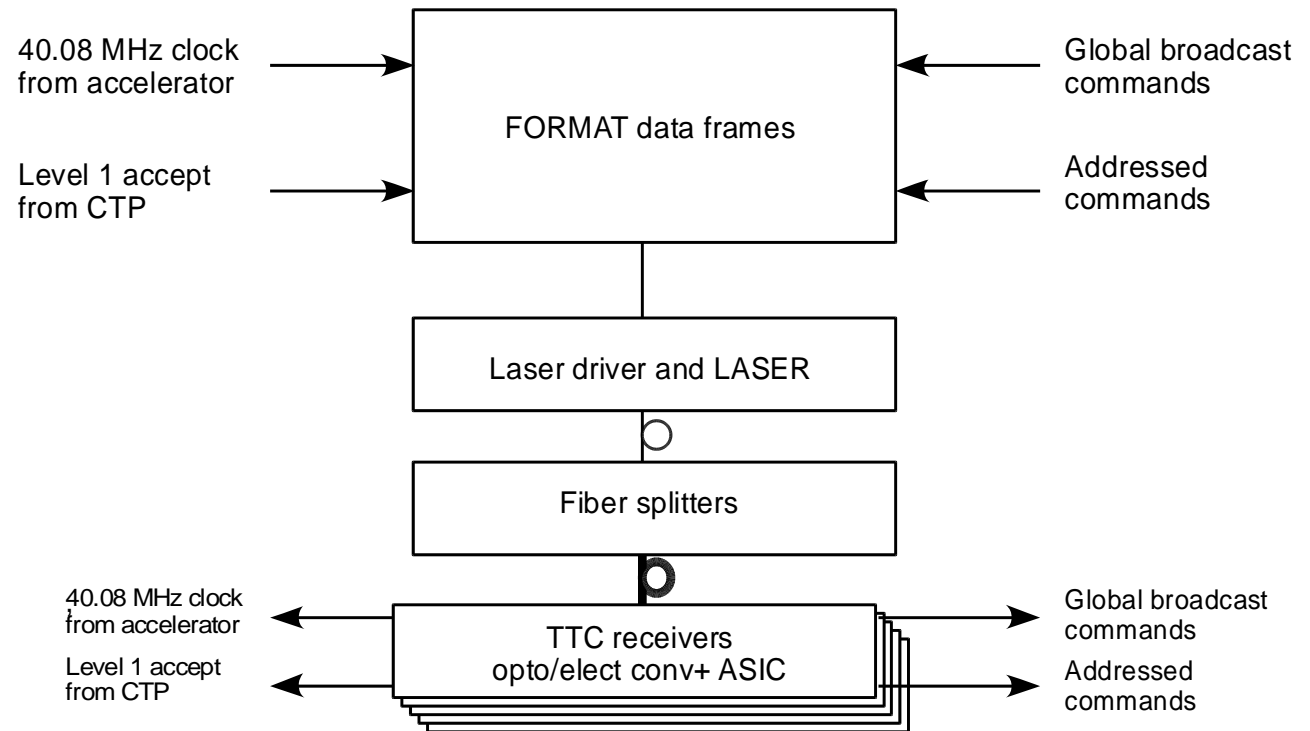 40.08 MHz clock
from accelerator
Global broadcast
commands
FORMAT data frames
Level 1 accept
from CTP
Addressed
commands
Laser driver and LASER
Fiber splitters
40.08 MHz clock
from accelerator
Global broadcast
commands
TTC receivers
opto/elect conv+ ASIC
Level 1 accept
from CTP
Addressed
commands